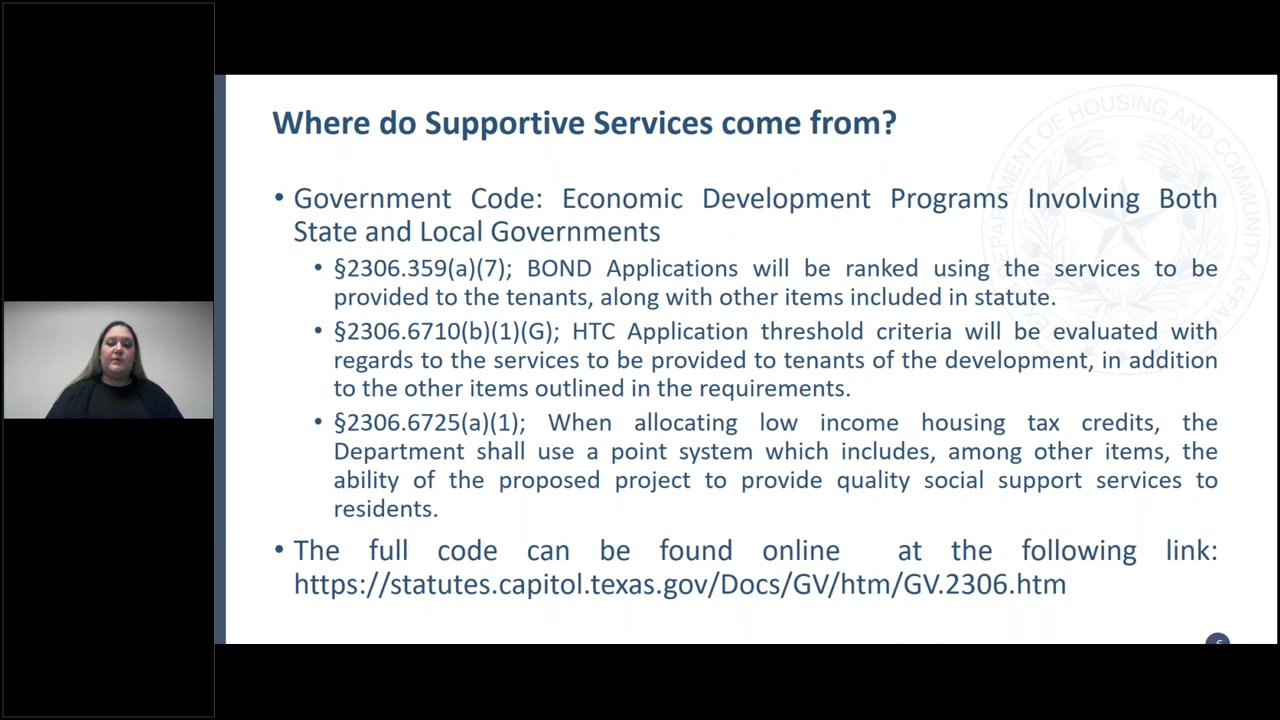 Where do Supportive Services come from?
• Government Code: Economic Development Programs Involving Both
State and Local Governments
• §2306.359(a)(7); BOND Applications will be ranked using the services to be
provided to the tenants, along with other items included in statute.
• §2306.6710(b)(1)(G); HTC Application threshold criteria will be evaluated with
regards to the services to be provided to tenants of the development, in addition
to the other items outlined in the requirements.
• §2306.6725(a)(1); When allocating low income housing tax credits, the
Department shall use a point system which includes, among other items, the
ability of the proposed project to provide quality social support services to
residents.
• The full code can be found online at the following link:
https://statutes.capitol.texas.gov/Docs/GV/htm/GV.2306.htm
DEPARTMENT OF HOUSING AND COMMUNITY AFFAIRS